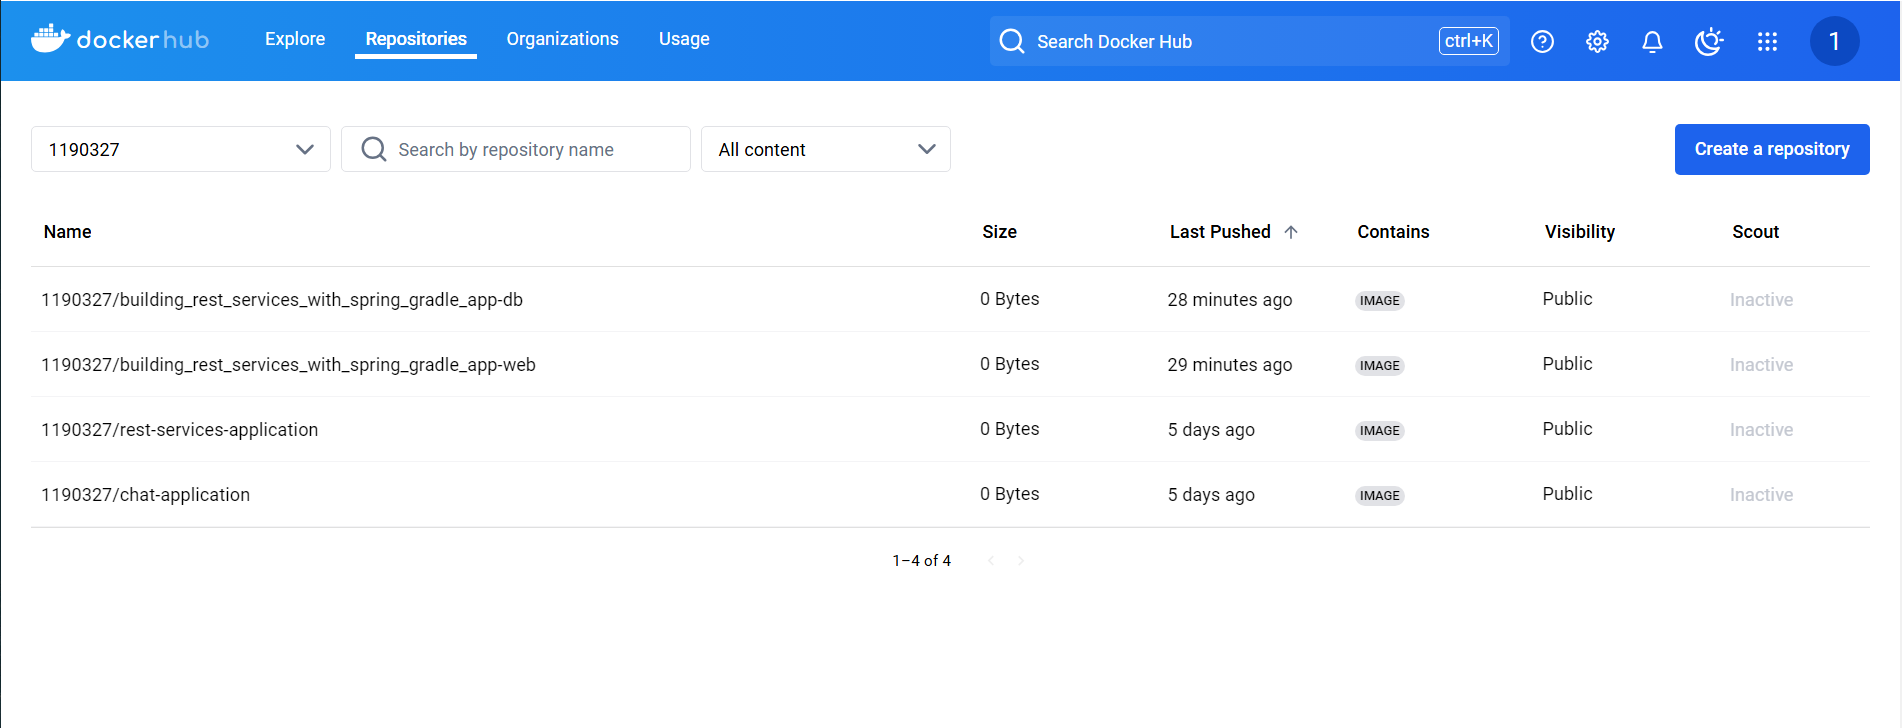 dockerhub Explore Repositories Organizations Usage Search Docker Hub ctrl+K 1
1190327 Search by repository name All content Create a repository
Name Size Last Pushed Contains Visibility Scout
1190327/building_rest_services_with_spring_gradle_app-db 0 Bytes 28 minutes ago IMAGE Public Inactive
1190327/building_rest_services_with_spring_gradle_app-web 0 Bytes 29 minutes ago IMAGE Public Inactive
1190327/rest-services-application 0 Bytes 5 days ago IMAGE Public Inactive
1190327/chat-application 0 Bytes 5 days ago IMAGE Public Inactive
1–4 of 4